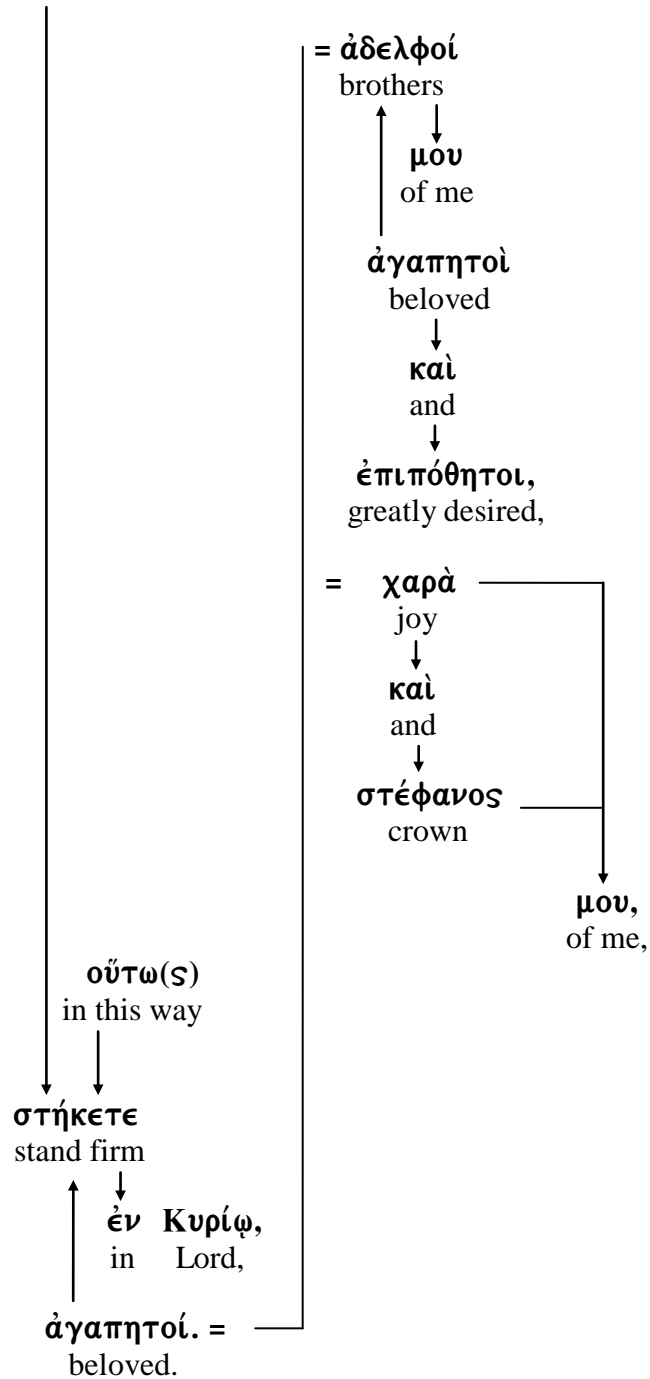 = ἀδελφοί
brothers
μου
of me
ἀγαπητοὶ
beloved
καὶ
and
ἐπιπόθητοι,
greatly desired,
= χαρὰ
joy
καὶ
and
στέφανος
crown
μου,
of me,
οὕτω(ς)
in this way
στήκετε
stand firm
ἐν Κυρίῳ,
in Lord,
ἀγαπητοί. =
beloved.